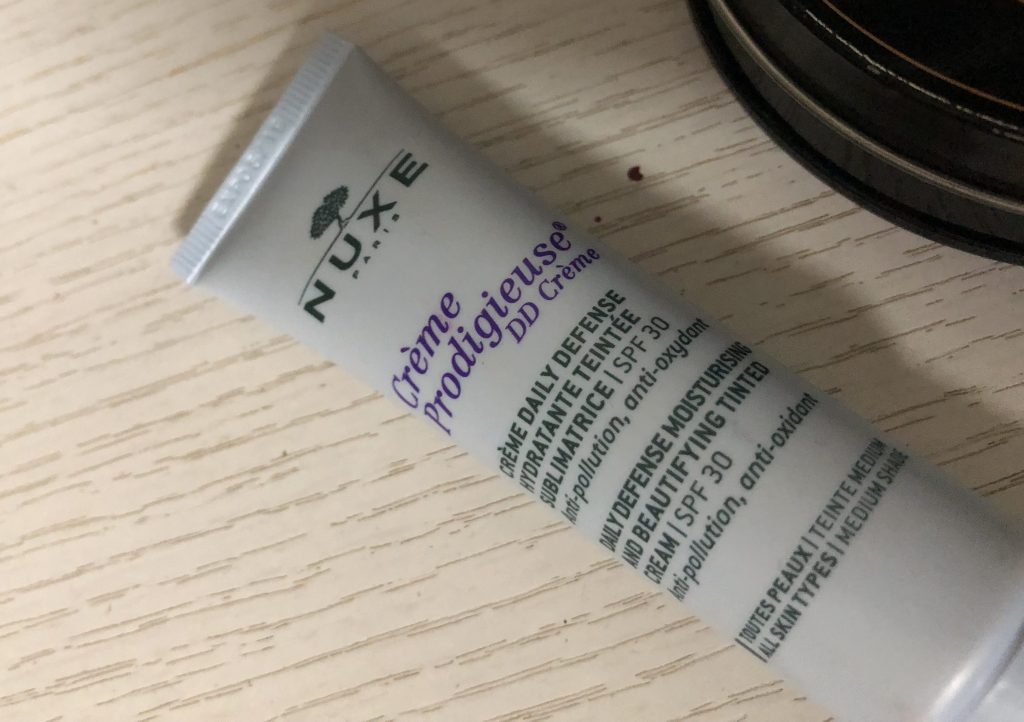 NUXE
PARIS
Crème
Prodigieuse®
DD Crème
CRÈME DAILY DEFENSE
HYDRATANTE TEINTÉE
SUBLIMATRICE | SPF 30
Anti-pollution, anti-oxydant
DAILY DEFENSE MOISTURISING
AND BEAUTIFYING TINTED
CREAM | SPF 30
Anti-pollution, anti-oxidant
TOUTES PEAUX | TEINTE MEDIUM
ALL SKIN TYPES | MEDIUM SHADE